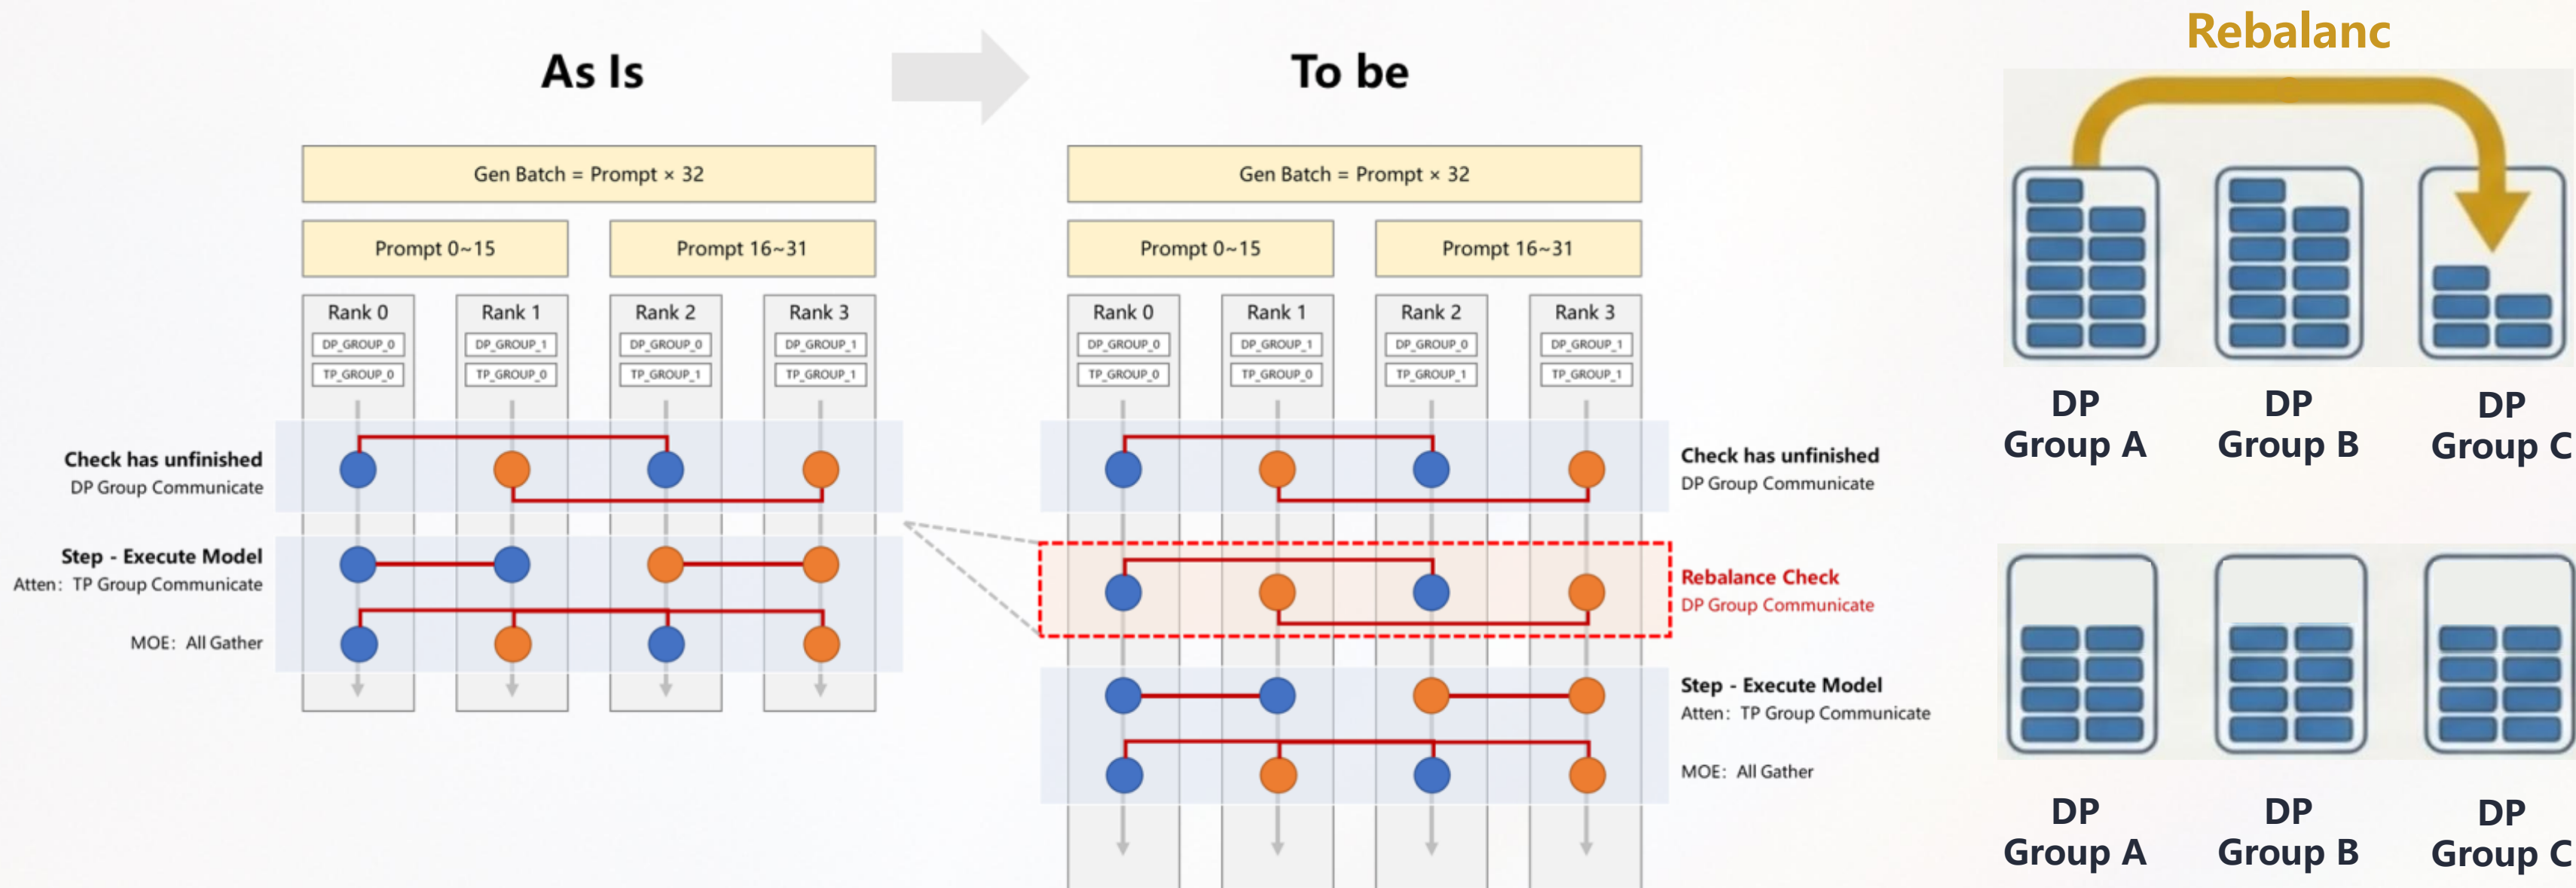 As Is
Gen Batch = Prompt × 32
Prompt 0~15
Prompt 16~31
Rank 0
DP_GROUP_0
TP_GROUP_0
Rank 1
DP_GROUP_1
TP_GROUP_0
Rank 2
DP_GROUP_0
TP_GROUP_1
Rank 3
DP_GROUP_1
TP_GROUP_1
Check has unfinished
DP Group Communicate
Step - Execute Model
Atten: TP Group Communicate
MOE: All Gather
To be
Gen Batch = Prompt × 32
Prompt 0~15
Prompt 16~31
Rank 0
DP_GROUP_0
TP_GROUP_0
Rank 1
DP_GROUP_1
TP_GROUP_0
Rank 2
DP_GROUP_0
TP_GROUP_1
Rank 3
DP_GROUP_1
TP_GROUP_1
Check has unfinished
DP Group Communicate
Rebalance Check
DP Group Communicate
Step - Execute Model
Atten: TP Group Communicate
MOE: All Gather
Rebalanc
DP
Group A
DP
Group B
DP
Group C
DP
Group A
DP
Group B
DP
Group C